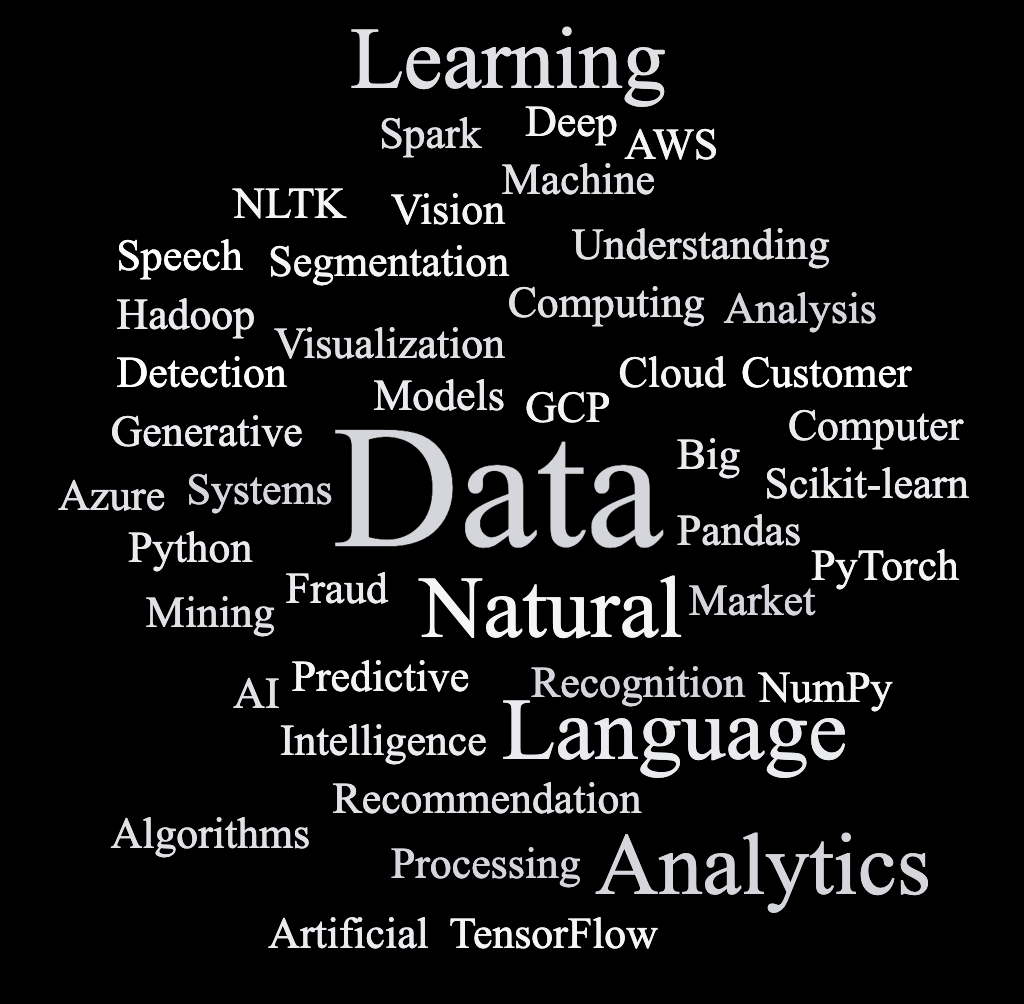 Learning
Spark Deep AWS
Machine
NLTK Vision
Understanding
Speech Segmentation
Computing Analysis
Hadoop
Visualization
Detection Cloud Customer
Models GCP
Generative Computer
Data Big
Azure Systems Scikit-learn
Python Pandas
PyTorch
Fraud Natural Market
Mining
AI Predictive Recognition NumPy
Intelligence Language
Recommendation
Algorithms
Processing Analytics
Artificial TensorFlow